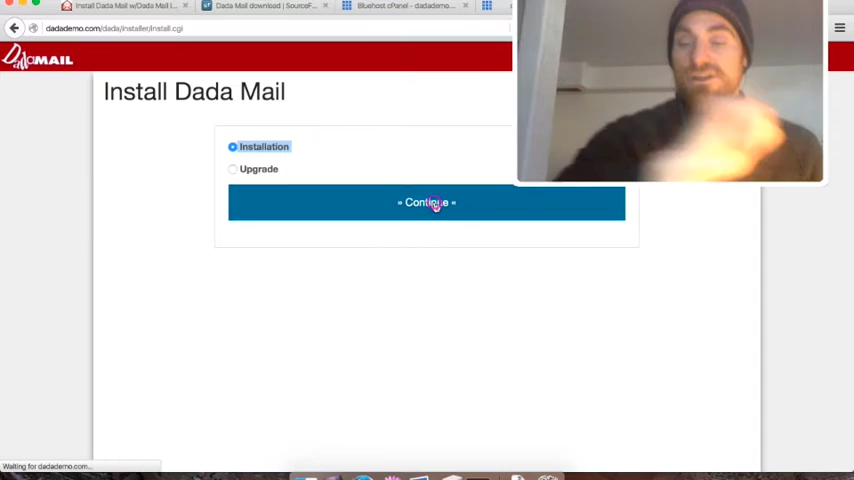 Install Dada Mail w/Dada Mail I...
Dada Mail download | SourceF...
Bluehost cPanel - dadademo...
dadademo.com/dada/installer/install.cgi
DadaMAIL
Install Dada Mail
Installation
Upgrade
» Continue «
Waiting for dadademo.com...